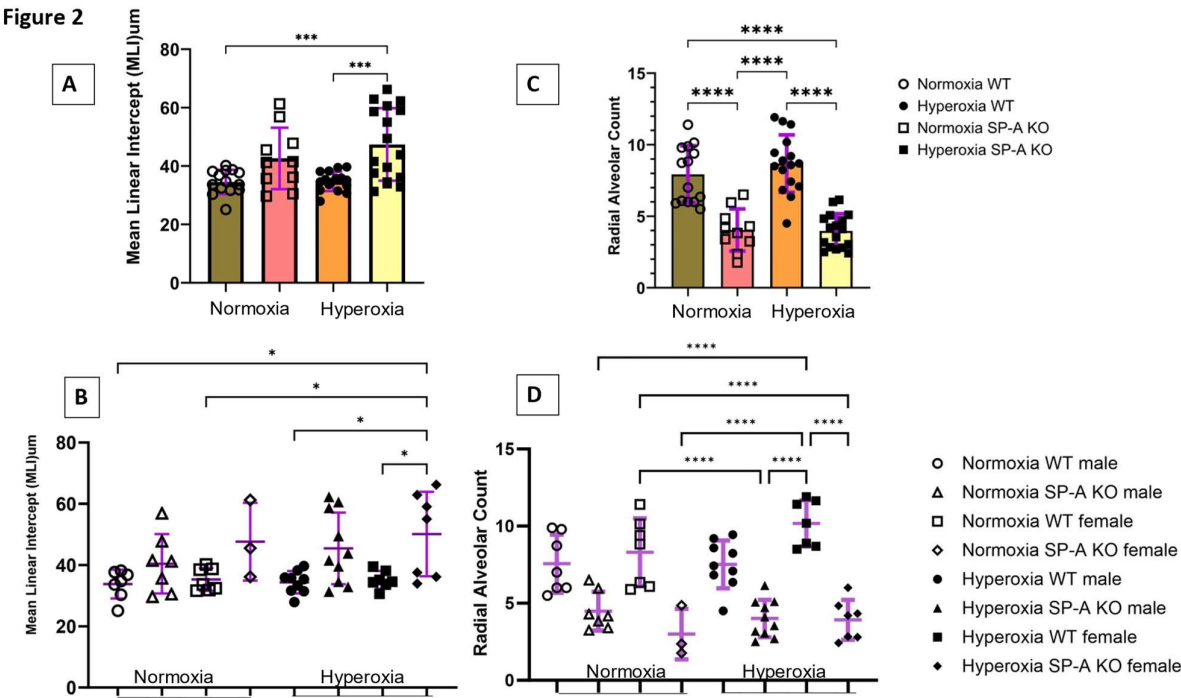 Figure 2
A
Mean Linear Intercept (MLI)um
80
60
40
20
0
***
***
Normoxia
Hyperoxia
C
Radial Alveolar Count
15
10
5
0
****
****
****
****
Normoxia
Hyperoxia
Normoxia WT
Hyperoxia WT
Normoxia SP-A KO
Hyperoxia SP-A KO
B
Mean Linear Intercept (MLI)um
80
60
40
20
0
*
*
*
*
Normoxia
Hyperoxia
D
Radial Alveolar Count
15
10
5
0
****
****
****
****
****
****
Normoxia
Hyperoxia
Normoxia WT male
Normoxia SP-A KO male
Normoxia WT female
Normoxia SP-A KO female
Hyperoxia WT male
Hyperoxia SP-A KO male
Hyperoxia WT female
Hyperoxia SP-A KO female